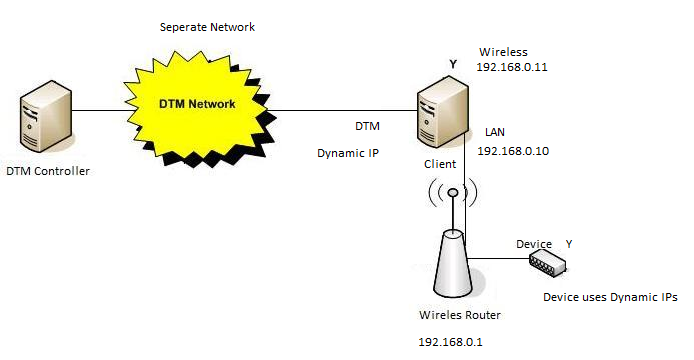 Seperate Network
Wireless
Y
192.168.0.11
DTM Network
DTM
LAN
Dynamic IP
192.168.0.10
DTM Controller
Client
Device Y
Device uses Dynamic IPs
Wireles Router
192.168.0.1